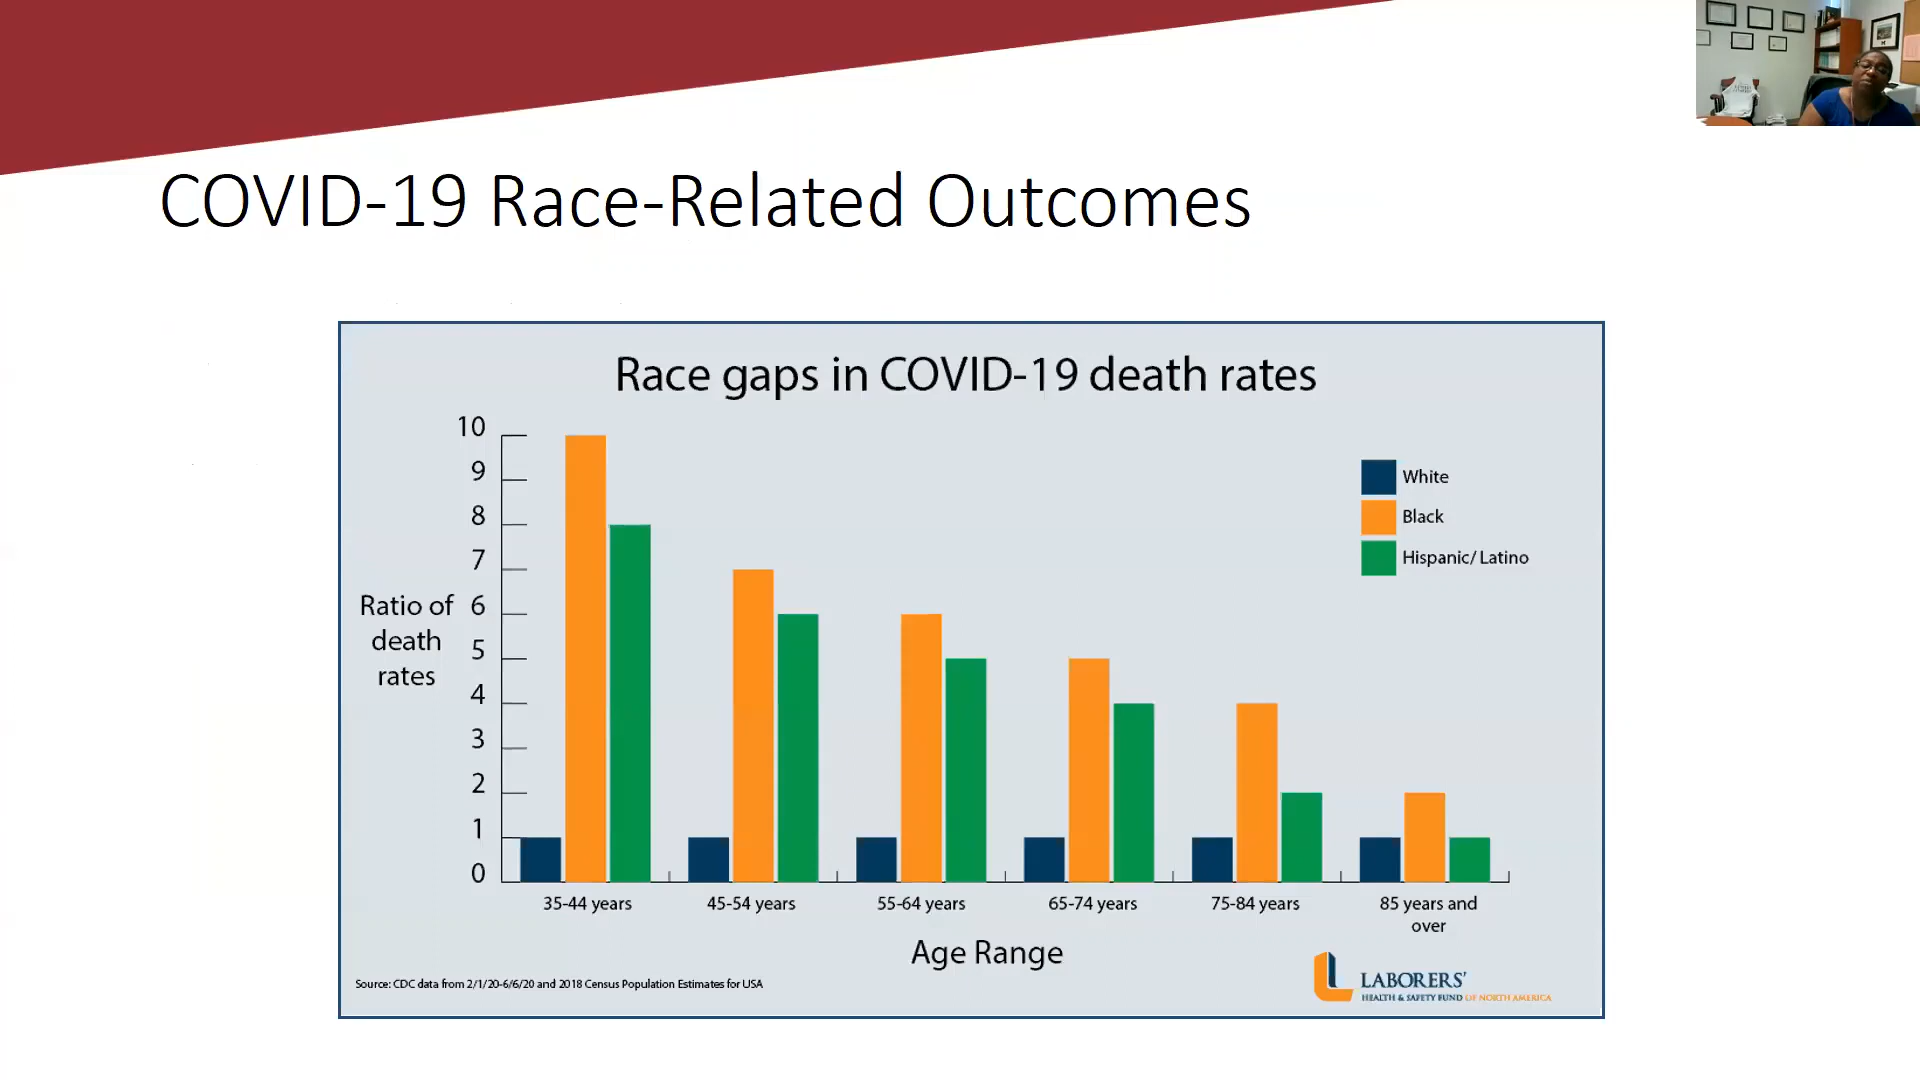 COVID-19 Race-Related Outcomes
Race gaps in COVID-19 death rates
10
9
8
7
6
5
4
3
2
1
0
Ratio of
death
rates
White
Black
Hispanic/ Latino
35-44 years
45-54 years
55-64 years
65-74 years
75-84 years
85 years and
over
Age Range
Source: CDC data from 2/1/20-6/6/20 and 2018 Census Population Estimates for USA
LABORERS'
HEALTH & SAFETY FUND OF NORTH AMERICA